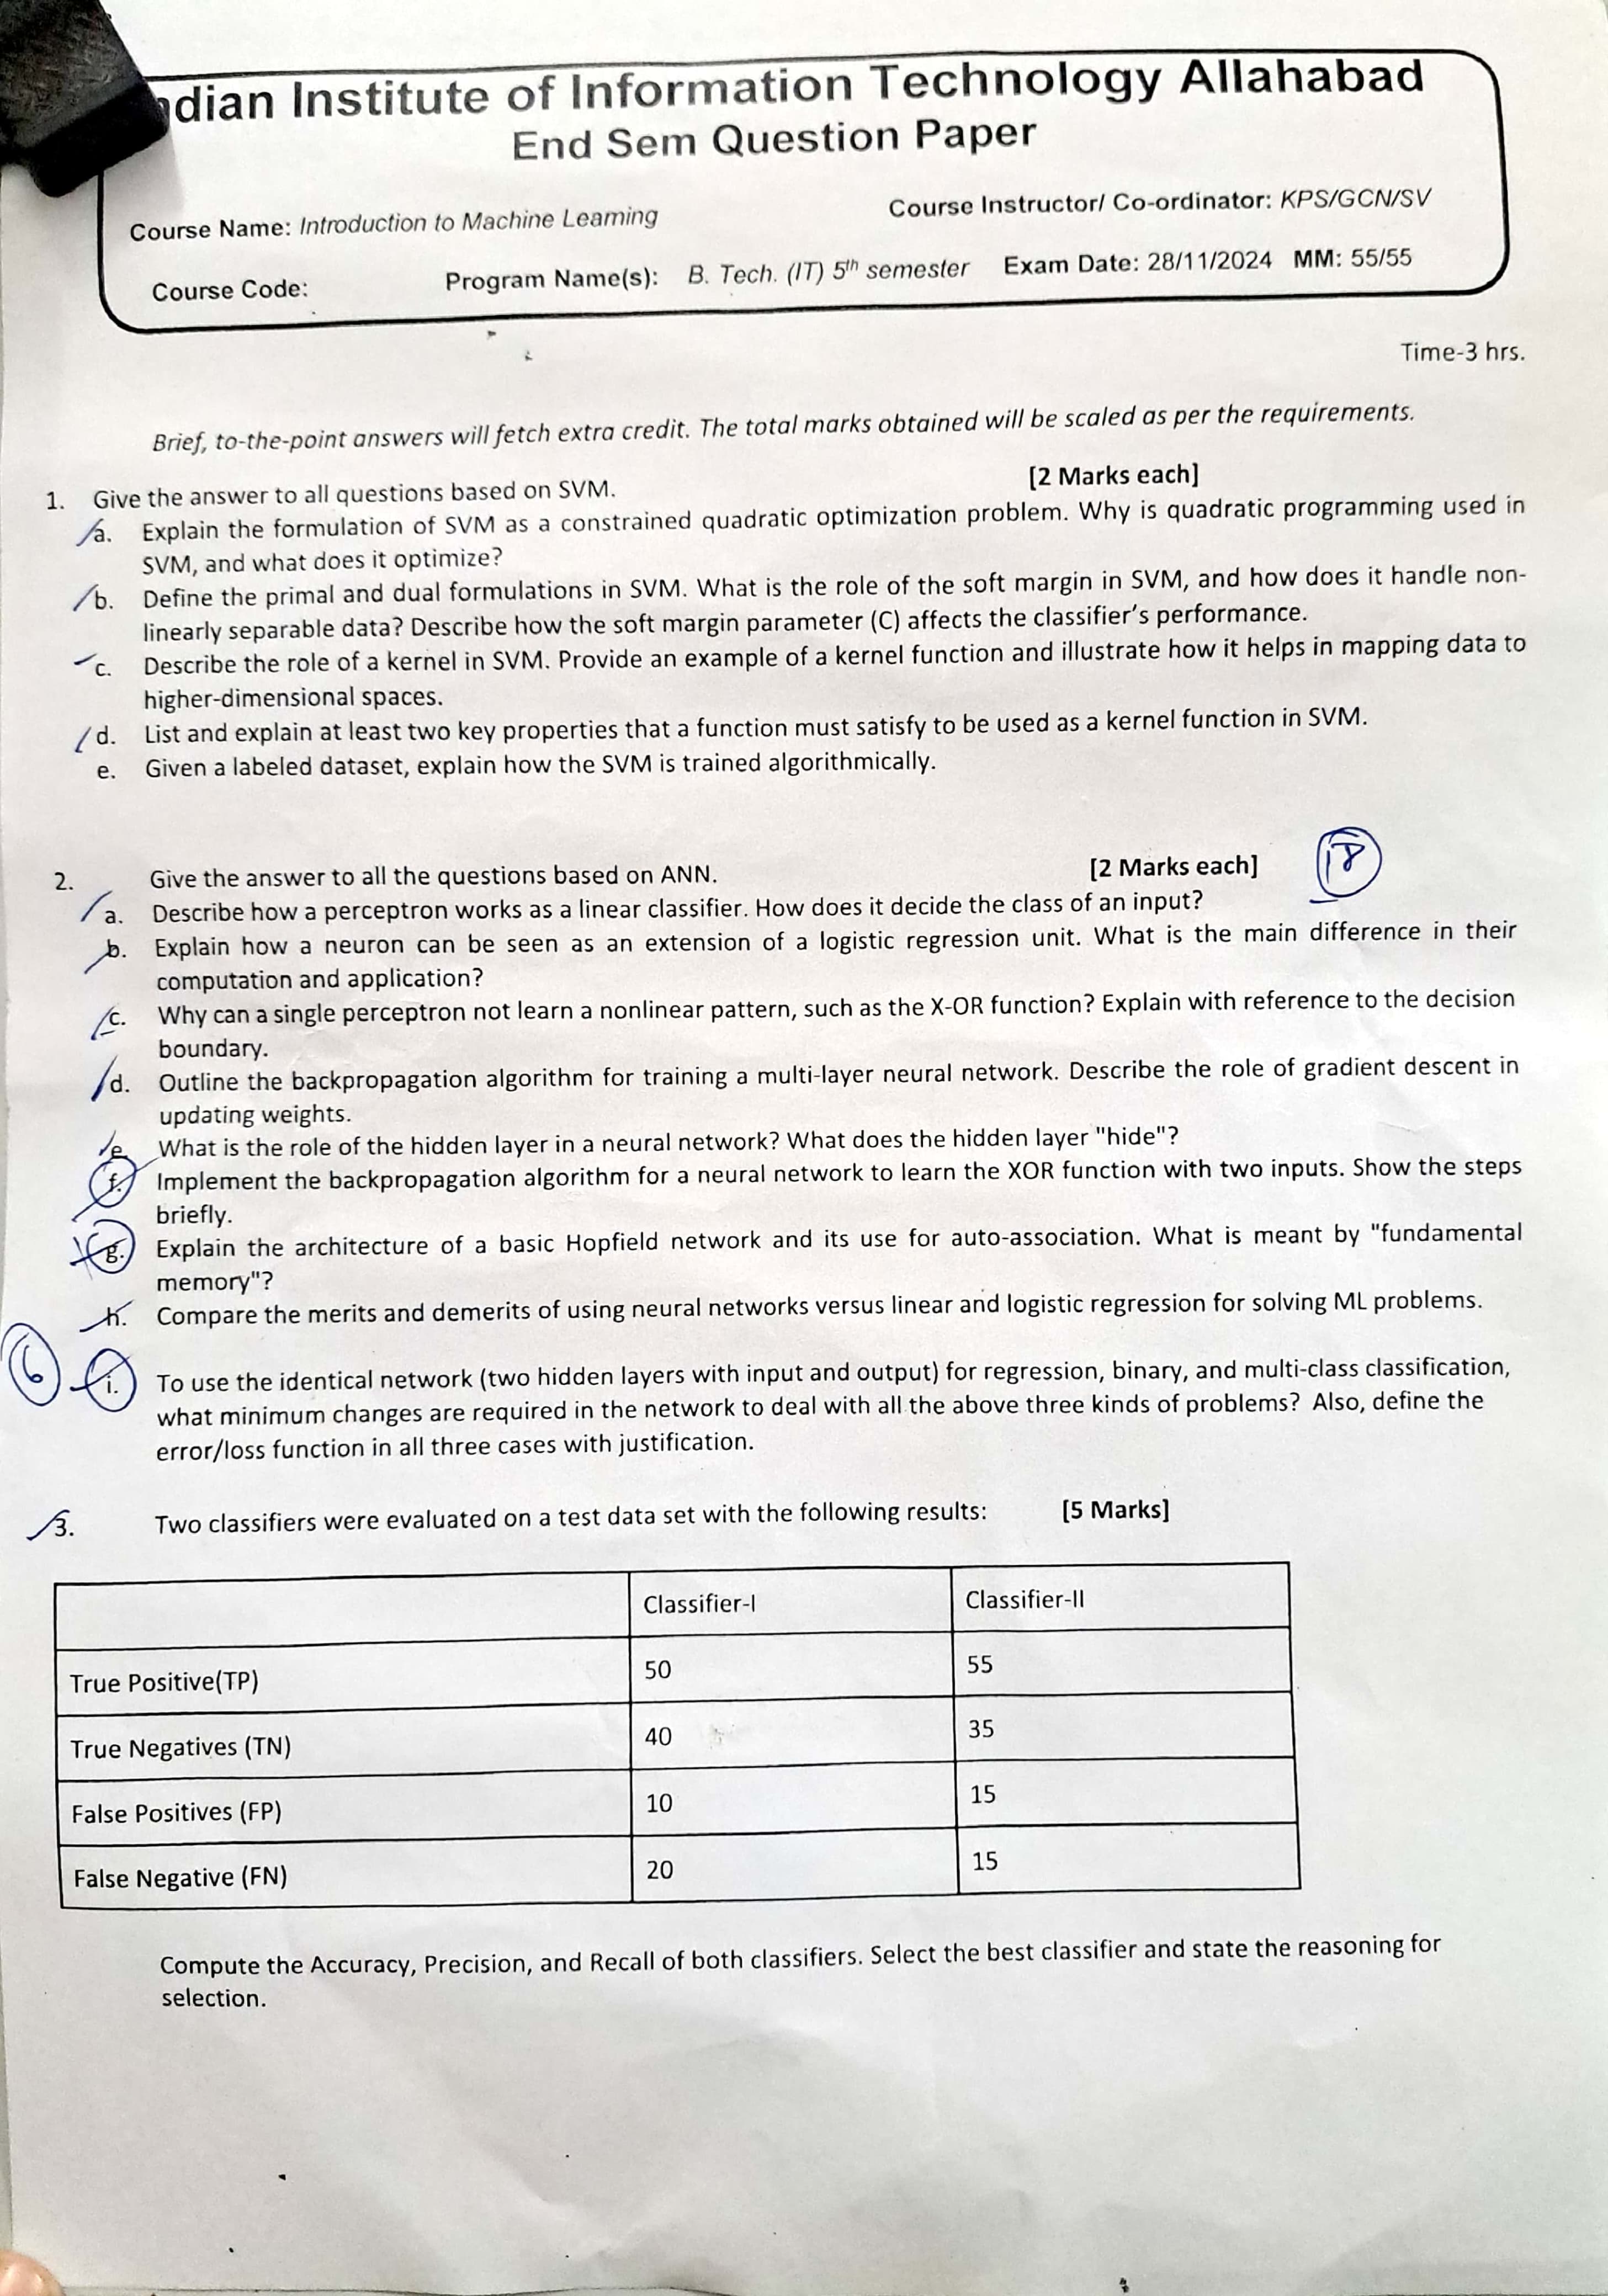 ndian Institute of Information Technology Allahabad
End Sem Question Paper
Course Name: Introduction to Machine Learning
Course Instructor/ Co-ordinator: KPS/GCN/SV
Course Code:
Program Name(s): B. Tech. (IT) 5th semester
Exam Date: 28/11/2024 MM: 55/55
Time-3 hrs.
Brief, to-the-point answers will fetch extra credit. The total marks obtained will be scaled as per the requirements.
1. Give the answer to all questions based on SVM. [2 Marks each]
a. Explain the formulation of SVM as a constrained quadratic optimization problem. Why is quadratic programming used in
SVM, and what does it optimize?
b. Define the primal and dual formulations in SVM. What is the role of the soft margin in SVM, and how does it handle non-
linearly separable data? Describe how the soft margin parameter (C) affects the classifier's performance.
c. Describe the role of a kernel in SVM. Provide an example of a kernel function and illustrate how it helps in mapping data to
higher-dimensional spaces.
d. List and explain at least two key properties that a function must satisfy to be used as a kernel function in SVM.
e. Given a labeled dataset, explain how the SVM is trained algorithmically.
2. Give the answer to all the questions based on ANN. [2 Marks each] 18
a. Describe how a perceptron works as a linear classifier. How does it decide the class of an input?
b. Explain how a neuron can be seen as an extension of a logistic regression unit. What is the main difference in their
computation and application?
c. Why can a single perceptron not learn a nonlinear pattern, such as the X-OR function? Explain with reference to the decision
boundary.
d. Outline the backpropagation algorithm for training a multi-layer neural network. Describe the role of gradient descent in
updating weights.
e. What is the role of the hidden layer in a neural network? What does the hidden layer "hide"?
f. Implement the backpropagation algorithm for a neural network to learn the XOR function with two inputs. Show the steps
briefly.
g. Explain the architecture of a basic Hopfield network and its use for auto-association. What is meant by "fundamental
memory"?
h. Compare the merits and demerits of using neural networks versus linear and logistic regression for solving ML problems.
6 i. To use the identical network (two hidden layers with input and output) for regression, binary, and multi-class classification,
what minimum changes are required in the network to deal with all the above three kinds of problems? Also, define the
error/loss function in all three cases with justification.
3. Two classifiers were evaluated on a test data set with the following results: [5 Marks]
Classifier-I Classifier-II
True Positive(TP) 50 55
True Negatives (TN) 40 35
False Positives (FP) 10 15
False Negative (FN) 20 15
Compute the Accuracy, Precision, and Recall of both classifiers. Select the best classifier and state the reasoning for
selection.